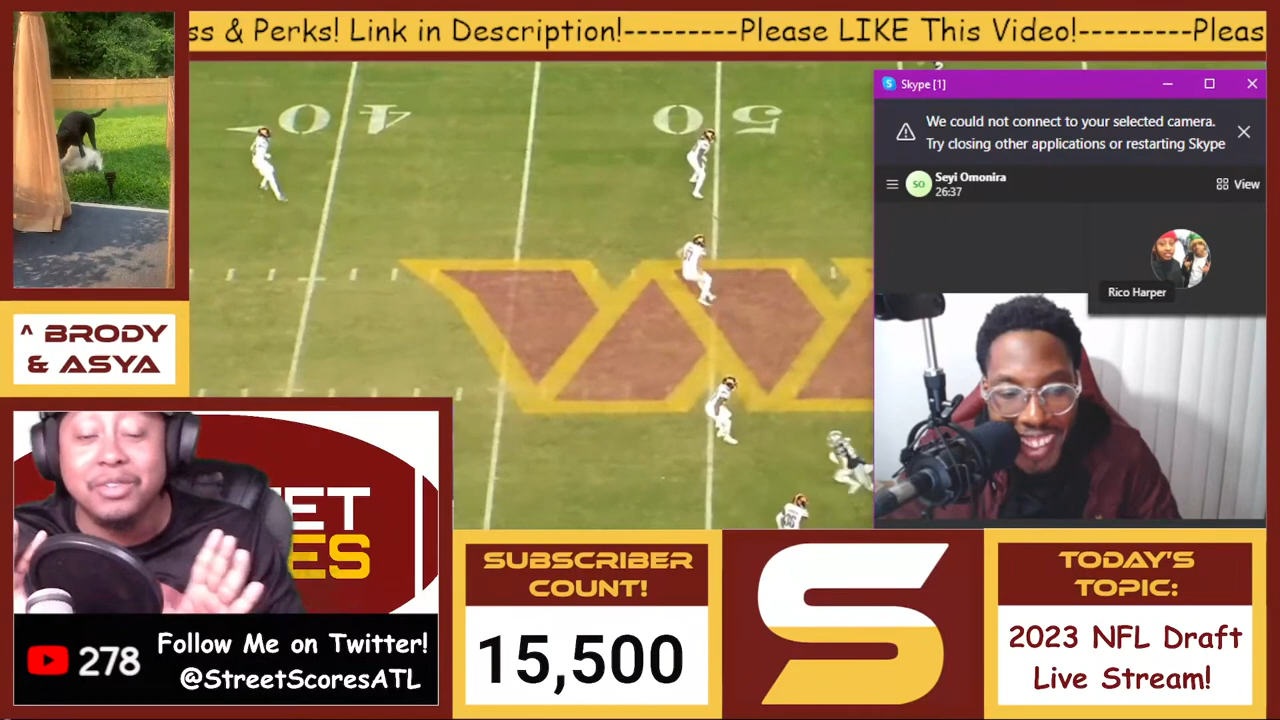 ss & Perks! Link in Description!---------Please LIKE This Video!---------Pleas
40
50
Skype [1]
We could not connect to your selected camera.
Try closing other applications or restarting Skype
SO
Seyi Omonira
26:37
View
Rico Harper
^ BRODY
& ASYA
ET
ES
278
Follow Me on Twitter!
@StreetScoresATL
SUBSCRIBER
COUNT!
15,500
S
TODAY'S
TOPIC:
2023 NFL Draft
Live Stream!